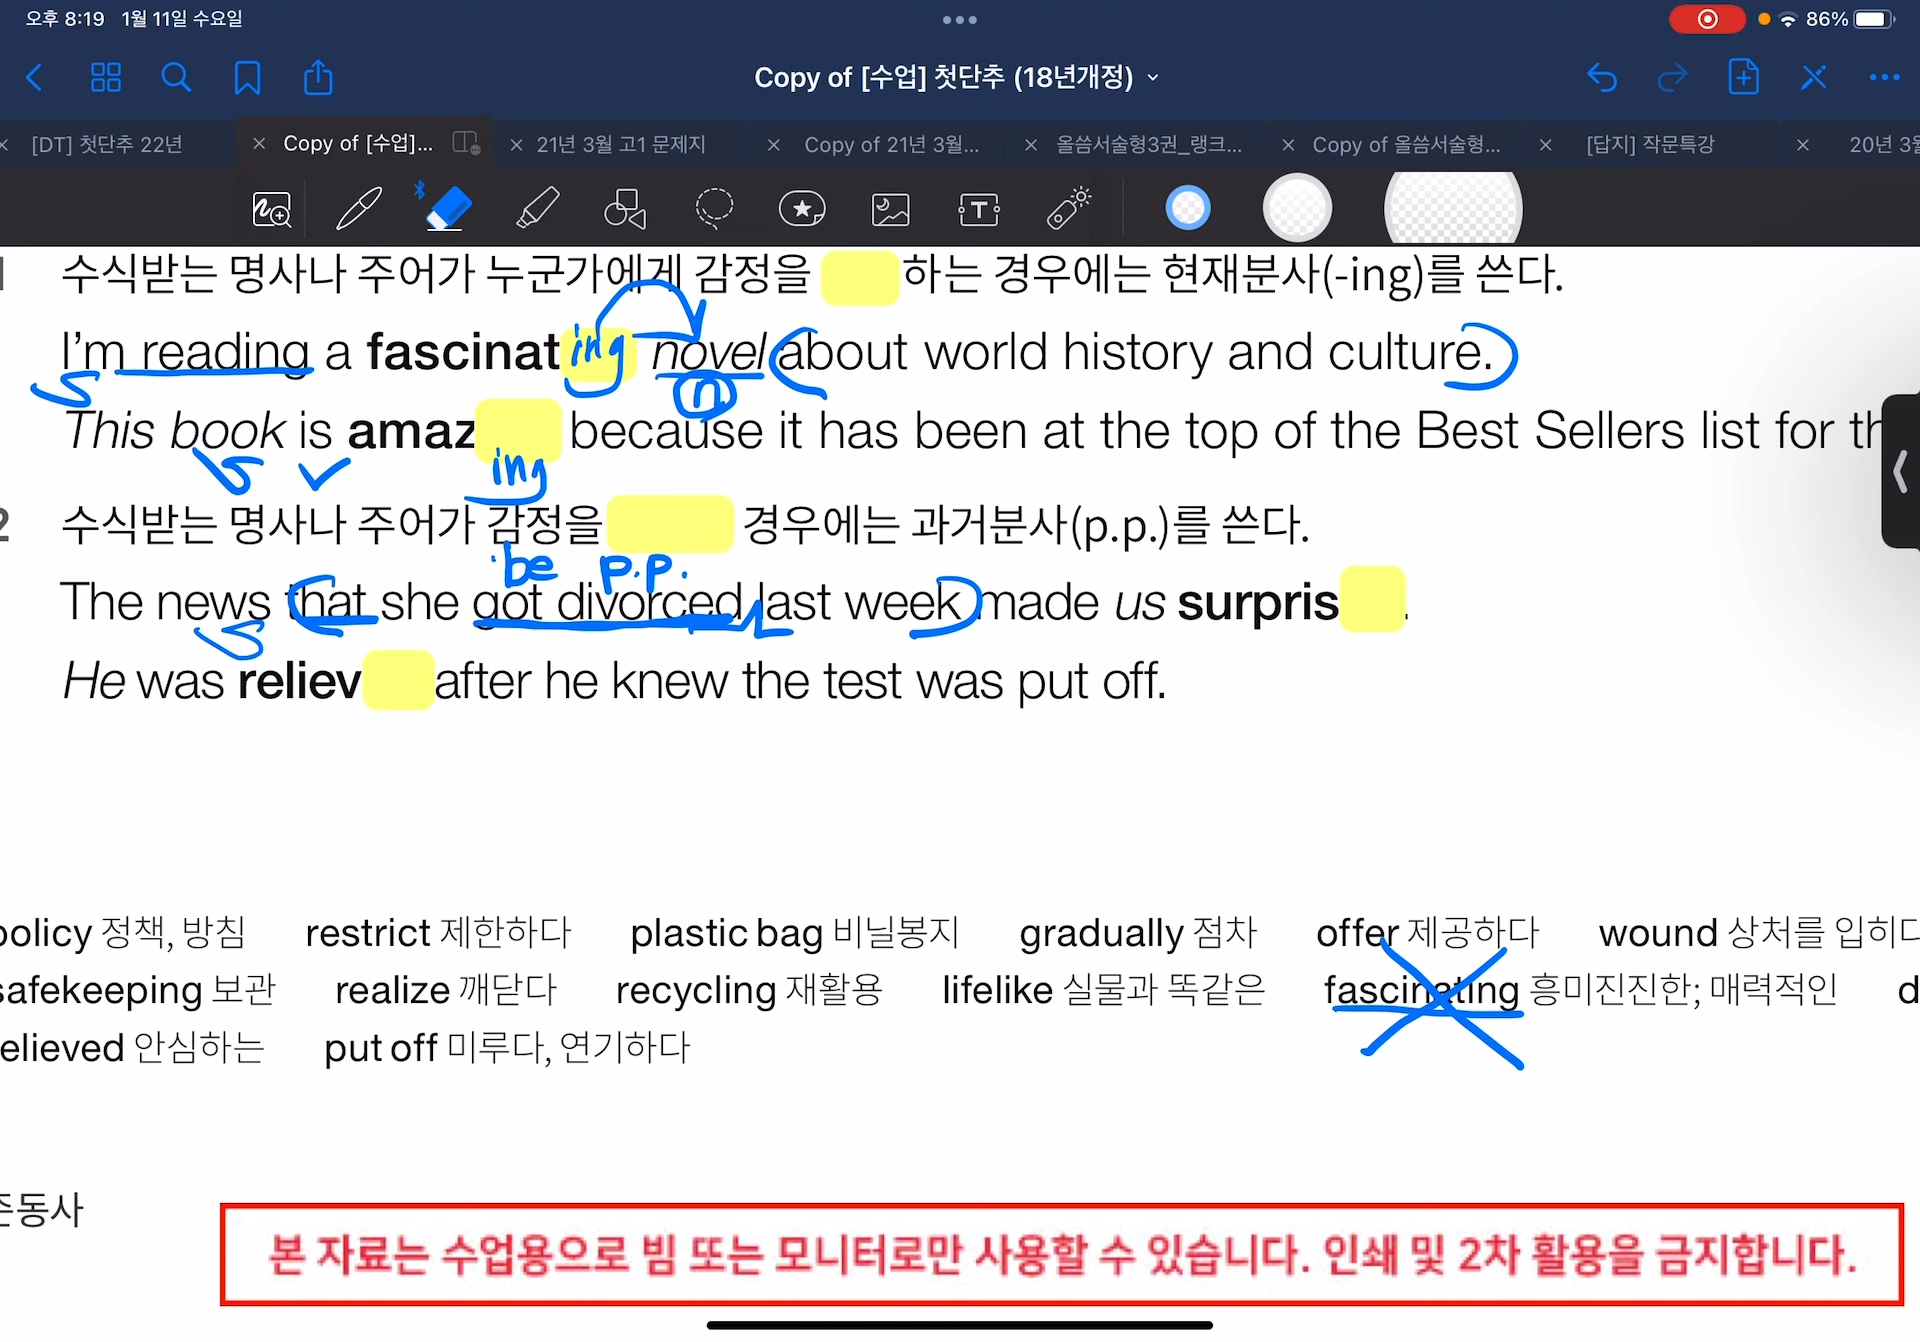 오후 8:19 1월 11일 수요일
86%
Copy of [수업] 첫단추 (18년개정)
[DT] 첫단추 22년
Copy of [수업]...
21년 3월 고1 문제지
Copy of 21년 3월...
올씀서술형3권_랭크...
Copy of 올씀서술형...
[답지] 작문특강
20년 3월
수식받는 명사나 주어가 누군가에게 감정을 하는 경우에는 현재분사(-ing)를 쓴다.
I'm reading a fascinat ing novel about world history and culture.
n
This book is amaz because it has been at the top of the Best Sellers list for th
ing
2 수식받는 명사나 주어가 감정을 경우에는 과거분사(p.p.)를 쓴다.
be p.p.
The news that she got divorced last week made us surpris .
He was reliev after he knew the test was put off.
policy 정책, 방침 restrict 제한하다 plastic bag 비닐봉지 gradually 점차 offer 제공하다 wound 상처를 입히다
safekeeping 보관 realize 깨닫다 recycling 재활용 lifelike 실물과 똑같은 fascinating 흥미진진한; 매력적인 d
elieved 안심하는 put off 미루다, 연기하다
준동사
본 자료는 수업용으로 빔 또는 모니터로만 사용할 수 있습니다. 인쇄 및 2차 활용을 금지합니다.